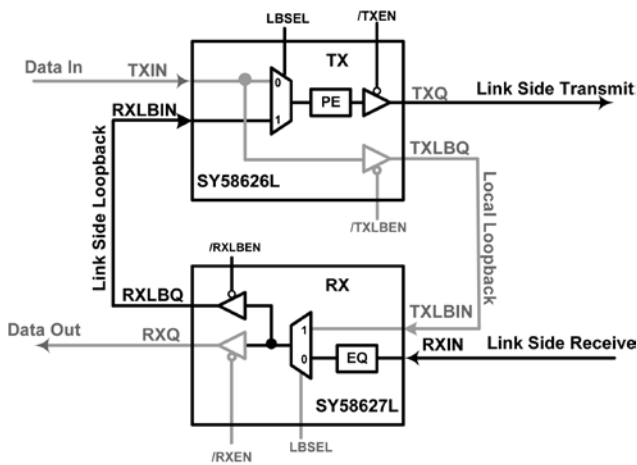 LBSEL
/TXEN
TX
Data In
TXIN
0
1
PE
TXQ
Link Side Transmit
RXLBIN
TXLBQ
SY58626L
/TXLBEN
Link Side Loopback
Local Loopback
/RXLBEN
RX
RXLBQ
TXLBIN
1
Data Out
RXQ
0
EQ
RXIN
Link Side Receive
SY58627L
/RXEN
LBSEL